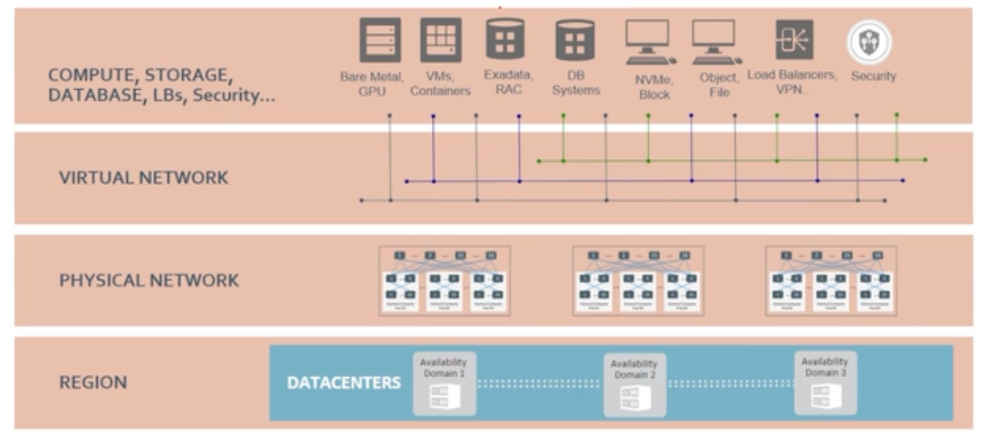 COMPUTE, STORAGE,
DATABASE, LBs, Security...
Bare Metal,
GPU
VMs,
Containers
Exadata,
RAC
DB
Systems
NVMe,
Block
Object,
File
Load Balancers,
VPN..
Security
VIRTUAL NETWORK
PHYSICAL NETWORK
REGION
DATACENTERS
Availability
Domain 1
Availability
Domain 2
Availability
Domain 3